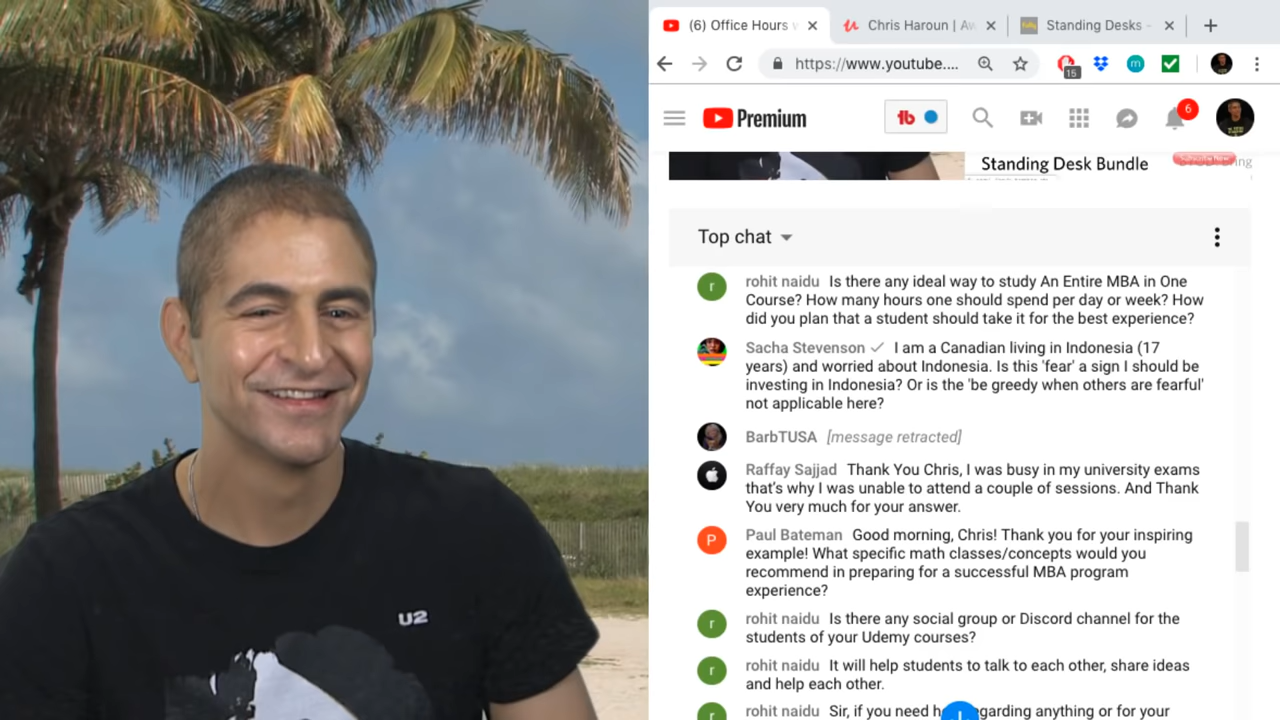 U2
(6) Office Hours
Chris Haroun | Aw
Standing Desks -
https://www.youtube....
15
Premium
6
Standing Desk Bundle
Subscribe Now
Top chat
rohit naidu Is there any ideal way to study An Entire MBA in One
Course? How many hours one should spend per day or week? How
did you plan that a student should take it for the best experience?
Sacha Stevenson I am a Canadian living in Indonesia (17
years) and worried about Indonesia. Is this 'fear' a sign I should be
investing in Indonesia? Or is the 'be greedy when others are fearful'
not applicable here?
BarbTUSA [message retracted]
Raffay Sajjad Thank You Chris, I was busy in my university exams
that's why I was unable to attend a couple of sessions. And Thank
You very much for your answer.
P
Paul Bateman Good morning, Chris! Thank you for your inspiring
example! What specific math classes/concepts would you
recommend in preparing for a successful MBA program
experience?
r
rohit naidu Is there any social group or Discord channel for the
students of your Udemy courses?
r
rohit naidu It will help students to talk to each other, share ideas
and help each other.
r
rohit naidu Sir, if you need regarding anything or for your